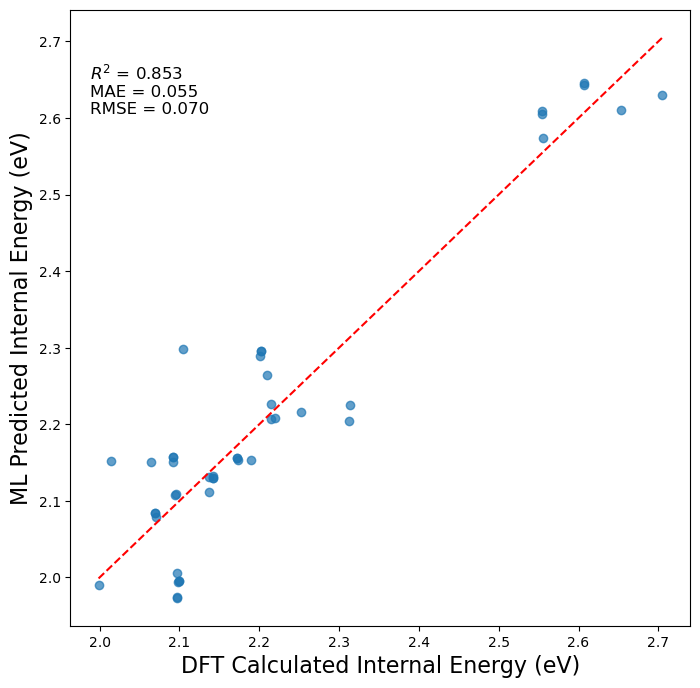 R² = 0.853
MAE = 0.055
RMSE = 0.070
ML Predicted Internal Energy (eV)
2.7
2.6
2.5
2.4
2.3
2.2
2.1
2.0
2.0 2.1 2.2 2.3 2.4 2.5 2.6 2.7
DFT Calculated Internal Energy (eV)